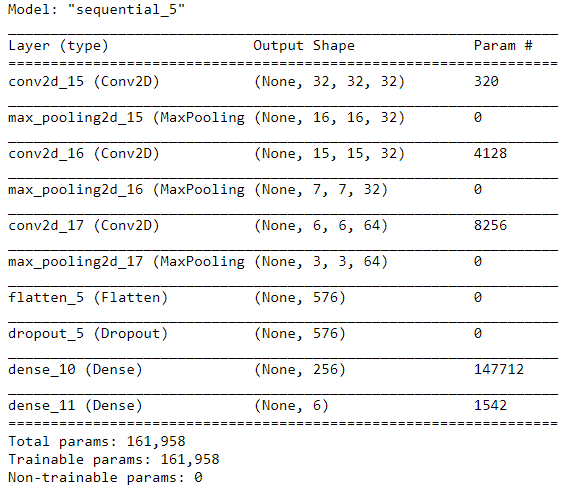 Model: "sequential_5"
Layer (type) Output Shape Param #
conv2d_15 (Conv2D) (None, 32, 32, 32) 320
max_pooling2d_15 (MaxPooling (None, 16, 16, 32) 0
conv2d_16 (Conv2D) (None, 15, 15, 32) 4128
max_pooling2d_16 (MaxPooling (None, 7, 7, 32) 0
conv2d_17 (Conv2D) (None, 6, 6, 64) 8256
max_pooling2d_17 (MaxPooling (None, 3, 3, 64) 0
flatten_5 (Flatten) (None, 576) 0
dropout_5 (Dropout) (None, 576) 0
dense_10 (Dense) (None, 256) 147712
dense_11 (Dense) (None, 6) 1542
Total params: 161,958
Trainable params: 161,958
Non-trainable params: 0